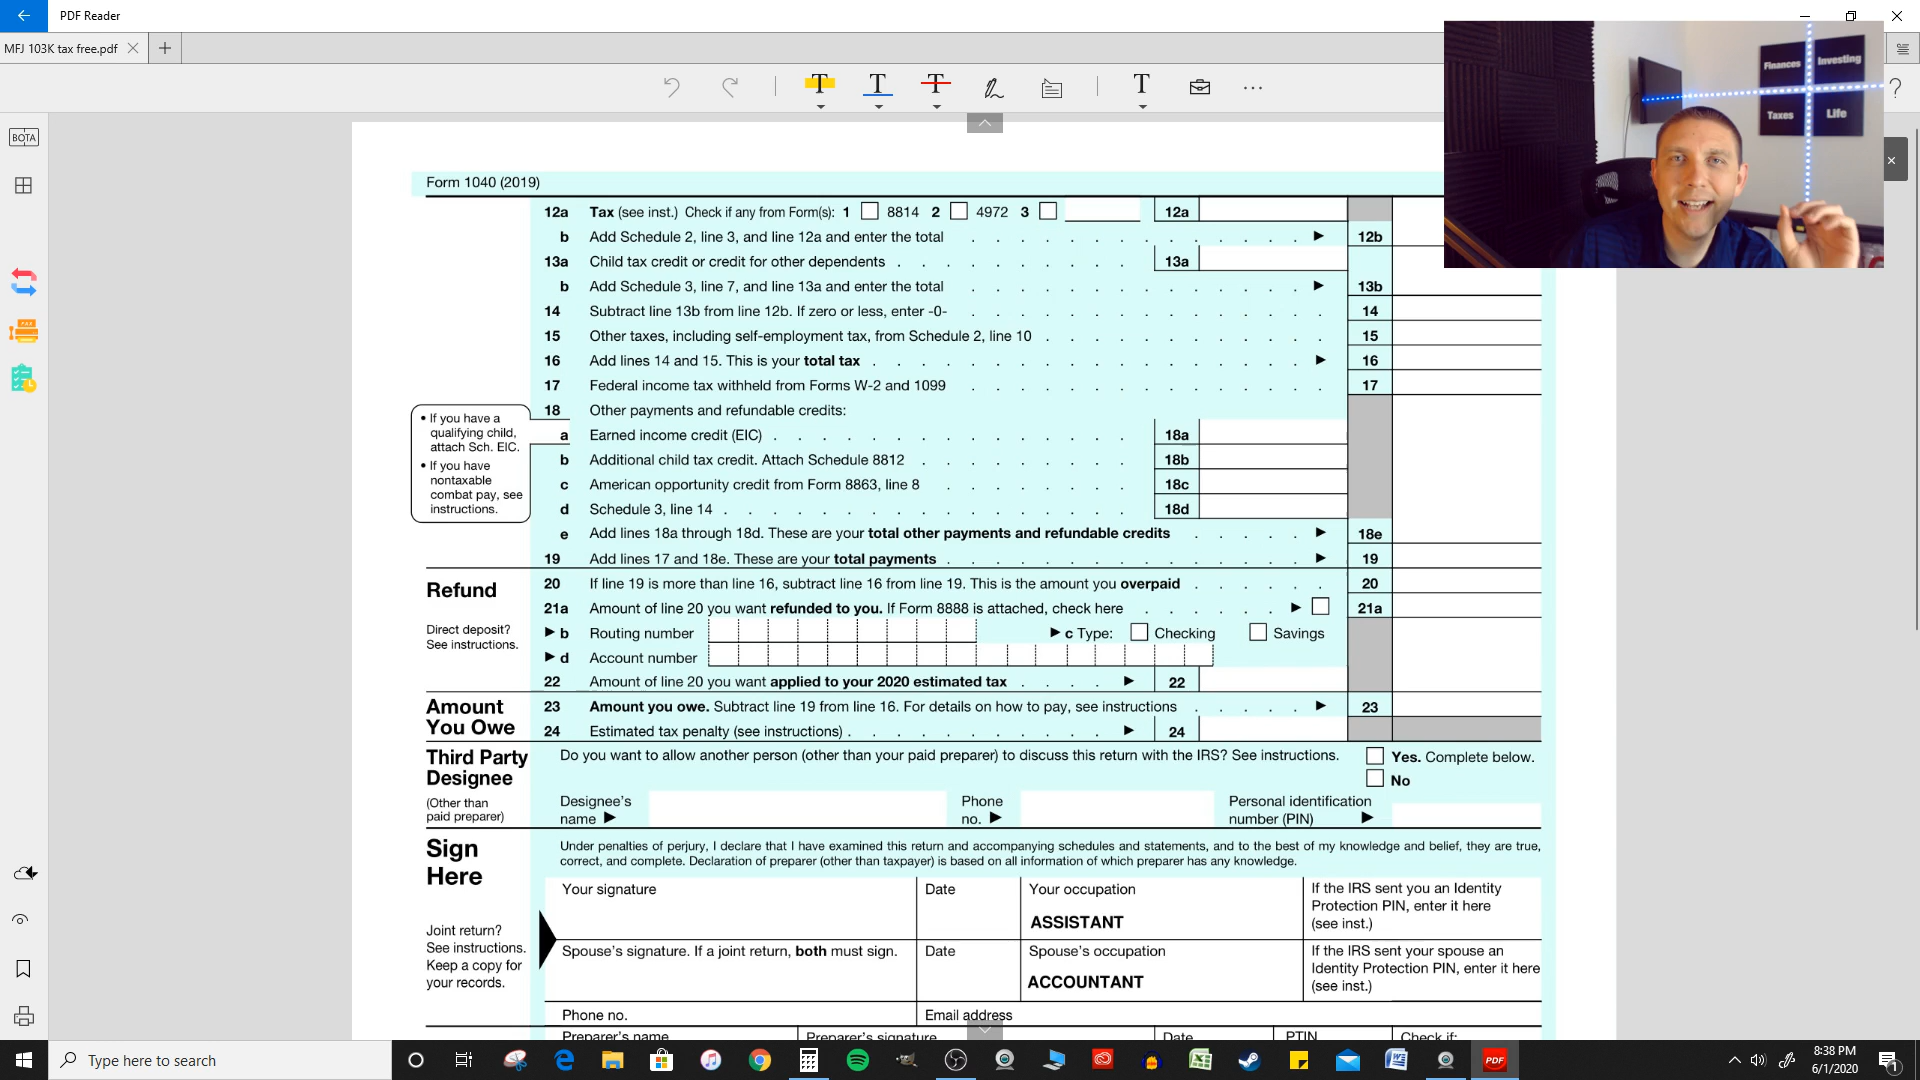 PDF Reader
MFJ 103K tax free.pdf
BOTA
Finances
Investing
Taxes
Life
Form 1040 (2019)
12a Tax (see inst.) Check if any from Form(s): 1 8814 2 4972 3 12a
b Add Schedule 2, line 3, and line 12a and enter the total . . . . . . . . . . . . . . ▶ 12b
13a Child tax credit or credit for other dependents . . . . . . . . . 13a
b Add Schedule 3, line 7, and line 13a and enter the total . . . . . . . . . . . . . . ▶ 13b
14 Subtract line 13b from line 12b. If zero or less, enter -0- . . . . . . . . . . . . . . . 14
15 Other taxes, including self-employment tax, from Schedule 2, line 10 . . . . . . . . . . . . 15
16 Add lines 14 and 15. This is your total tax . . . . . . . . . . . . . . . . . . ▶ 16
17 Federal income tax withheld from Forms W-2 and 1099 . . . . . . . . . . . . . . . 17
• If you have a qualifying child, attach Sch. EIC.
• If you have nontaxable combat pay, see instructions.
18 Other payments and refundable credits:
a Earned income credit (EIC) . . . . . . . . . . . . . . . 18a
b Additional child tax credit. Attach Schedule 8812 . . . . . . . . 18b
c American opportunity credit from Form 8863, line 8 . . . . . . . 18c
d Schedule 3, line 14 . . . . . . . . . . . . . . . . 18d
e Add lines 18a through 18d. These are your total other payments and refundable credits . . . . . ▶ 18e
19 Add lines 17 and 18e. These are your total payments . . . . . . . . . . . . . . . ▶ 19
Refund
Direct deposit?
See instructions.
20 If line 19 is more than line 16, subtract line 16 from line 19. This is the amount you overpaid . . . . . . 20
21a Amount of line 20 you want refunded to you. If Form 8888 is attached, check here . . . . . . ▶ 21a
▶ b Routing number ▶ c Type: Checking Savings
▶ d Account number
22 Amount of line 20 you want applied to your 2020 estimated tax . . . . ▶ 22
Amount
You Owe
23 Amount you owe. Subtract line 19 from line 16. For details on how to pay, see instructions . . . . . ▶ 23
24 Estimated tax penalty (see instructions) . . . . . . . . . . . ▶ 24
Third Party
Designee
(Other than
paid preparer)
Do you want to allow another person (other than your paid preparer) to discuss this return with the IRS? See instructions.
Yes. Complete below.
No
Designee's
name ▶
Phone
no. ▶
Personal identification
number (PIN) ▶
Sign
Here
Joint return?
See instructions.
Keep a copy for
your records.
Under penalties of perjury, I declare that I have examined this return and accompanying schedules and statements, and to the best of my knowledge and belief, they are true,
correct, and complete. Declaration of preparer (other than taxpayer) is based on all information of which preparer has any knowledge.
Your signature
Date
Your occupation
ASSISTANT
If the IRS sent you an Identity
Protection PIN, enter it here
(see inst.)
Spouse's signature. If a joint return, both must sign.
Date
Spouse's occupation
ACCOUNTANT
If the IRS sent your spouse an
Identity Protection PIN, enter it here
(see inst.)
Phone no.
Email address
Preparer's name
Preparer's signature
Date
PTIN
Check if:
Type here to search
PDF
8:38 PM
6/1/2020
1